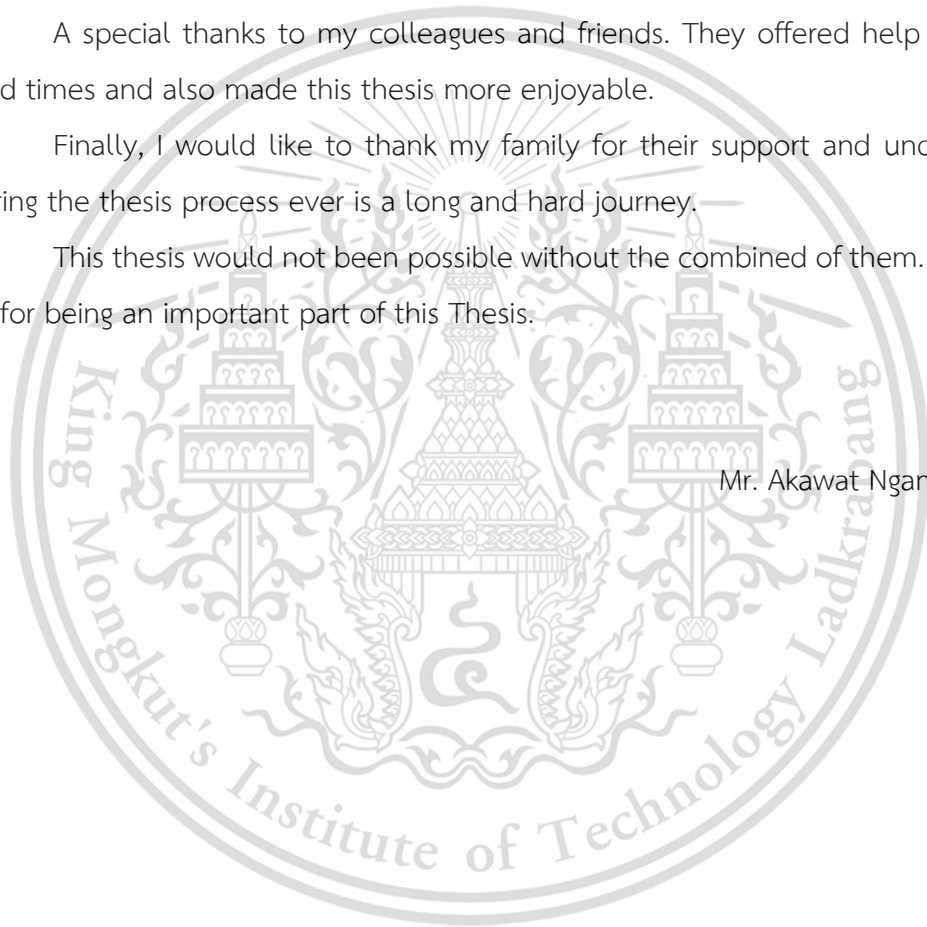 A special thanks to my colleagues and friends. They offered help
d times and also made this thesis more enjoyable.
Finally, I would like to thank my family for their support and
ring the thesis process ever is a long and hard journey.
This thesis would not been possible without the combined of them.
for being an important part of this Thesis.
Mr. Akawat
King Mongkut's Institute of Technology Ladkrabang